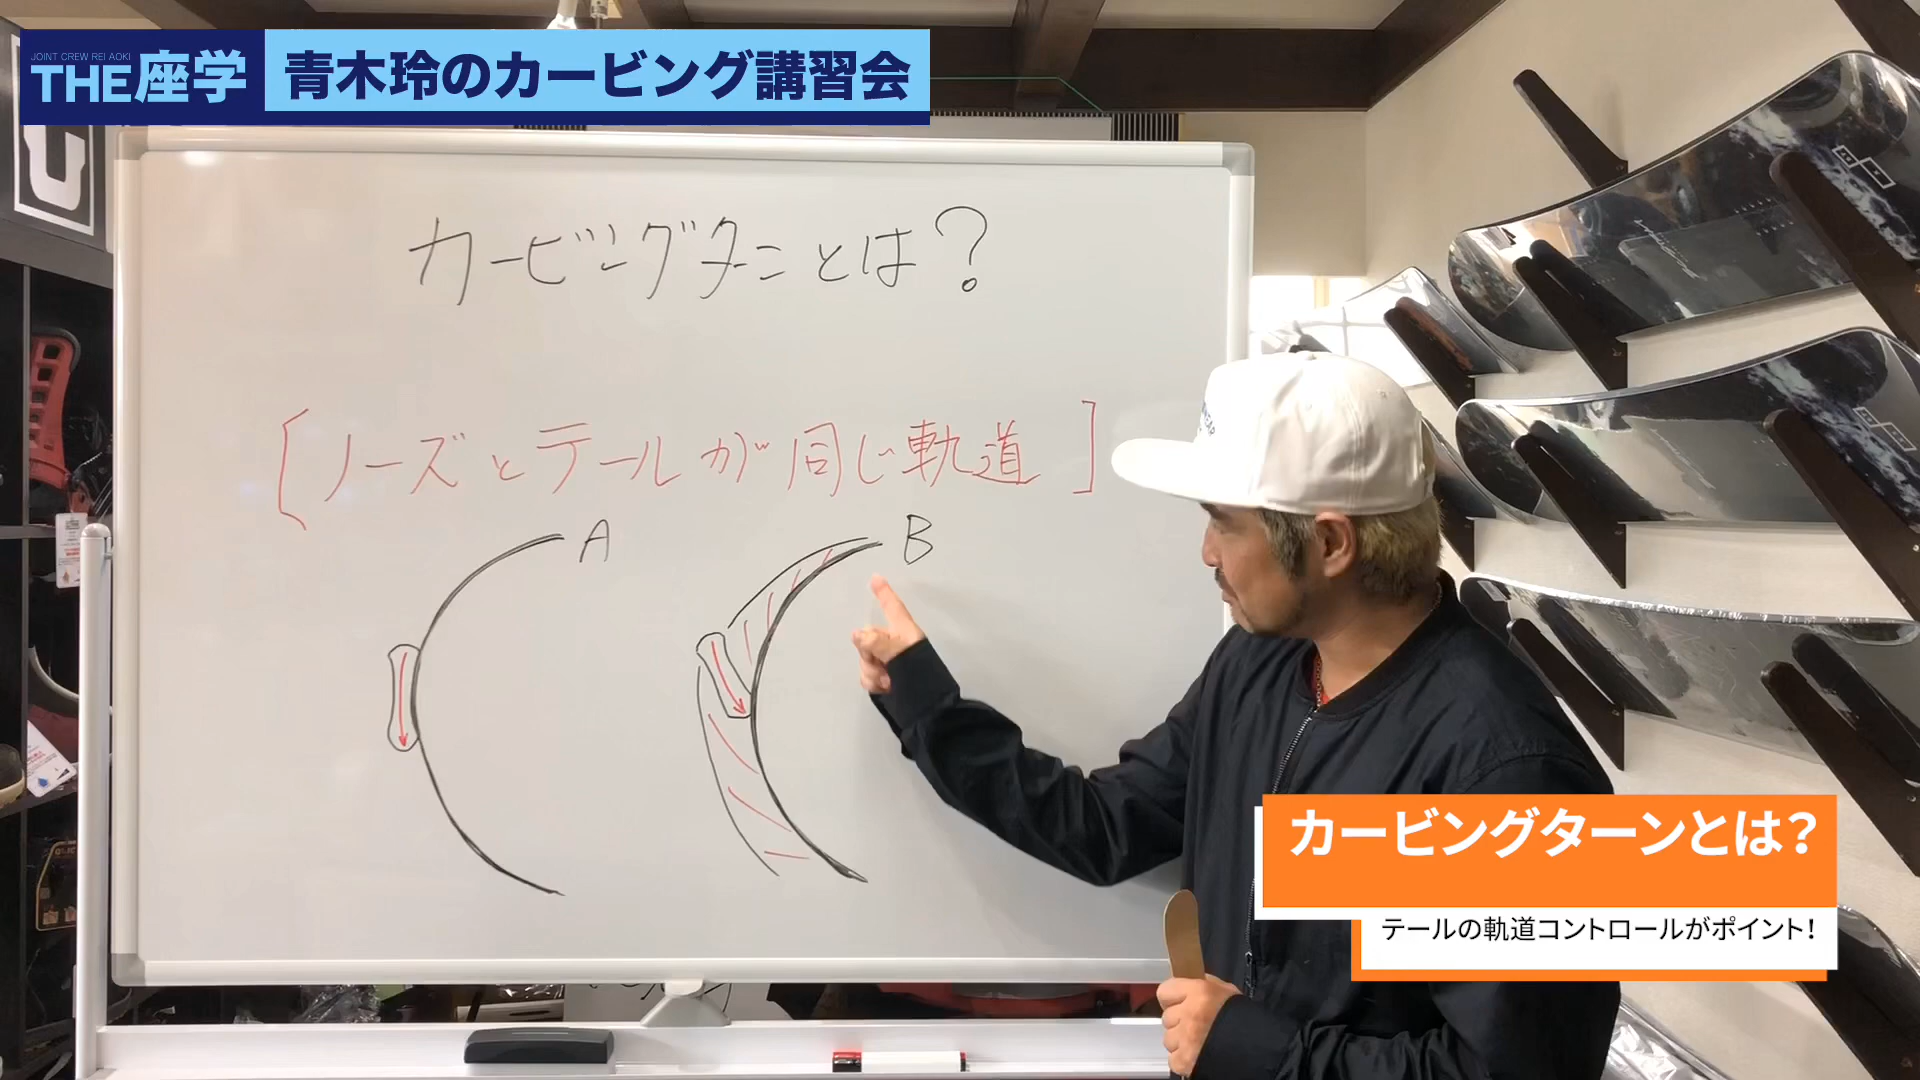 JOINT CREW REI AOKI
THE座学
青木玲のカービング講習会
カービングターンとは?
[ノーズとテールが同じ軌道]
A
B
カービングターンとは?
テールの軌道コントロールがポイント!